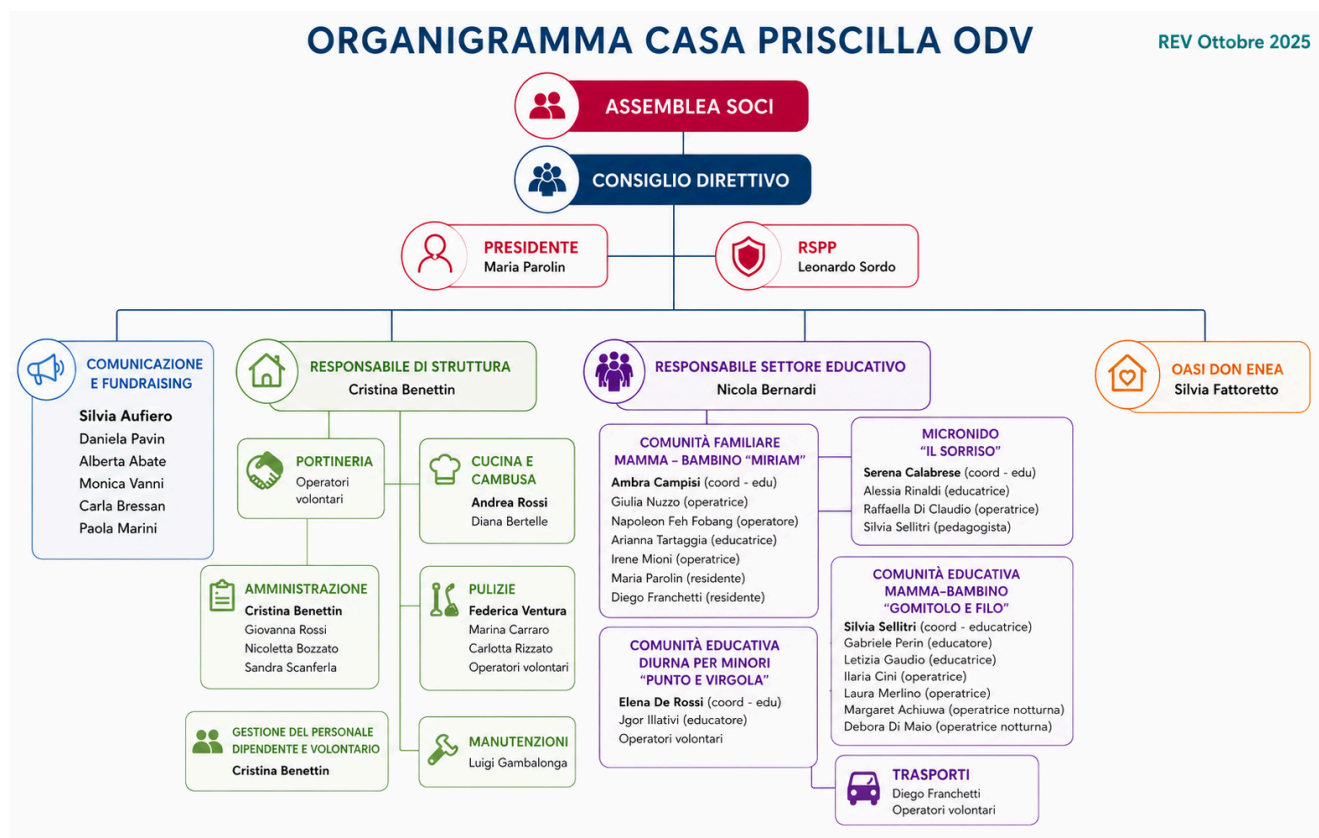 ORGANIGRAMMA CASA PRISCILLA ODV
REV Ottobre 2025
ASSEMBLEA SOCI
CONSIGLIO DIRETTIVO
PRESIDENTE
Maria Parolin
RSPP
Leonardo Sordo
COMUNICAZIONE
E FUNDRAISING
Silvia Aufiero
Daniela Pavin
Alberta Abate
Monica Vanni
Carla Bressan
Paola Marini
RESPONSABILE DI STRUTTURA
Cristina Benettin
PORTINERIA
Operatori
volontari
CUCINA E
CAMBUSA
Andrea Rossi
Diana Bertelle
AMMINISTRAZIONE
Cristina Benettin
Giovanna Rossi
Nicoletta Bozzato
Sandra Scanferla
PULIZIE
Federica Ventura
Marina Carraro
Carlotta Rizzato
Operatori volontari
GESTIONE DEL PERSONALE
DIPENDENTE E VOLONTARIO
Cristina Benettin
MANUTENZIONI
Luigi Gambalonga
RESPONSABILE SETTORE EDUCATIVO
Nicola Bernardi
COMUNITÀ FAMILIARE
MAMMA – BAMBINO “MIRIAM”
Ambra Campisi (coord - edu)
Giulia Nuzzo (operatrice)
Napoleon Feh Fobang (operatore)
Arianna Tartaggia (educatrice)
Irene Mioni (operatrice)
Maria Parolin (residente)
Diego Franchetti (residente)
MICRONIDO
“IL SORRISO”
Serena Calabrese (coord - edu)
Alessia Rinaldi (educatrice)
Raffaella Di Claudio (operatrice)
Silvia Sellitri (pedagogista)
COMUNITÀ EDUCATIVA
DIURNA PER MINORI
“PUNTO E VIRGOLA”
Elena De Rossi (coord - edu)
Jgor Illativi (educatore)
Operatori volontari
COMUNITÀ EDUCATIVA
MAMMA–BAMBINO
“GOMITOLO E FILO”
Silvia Sellitri (coord - educatrice)
Gabriele Perin (educatore)
Letizia Gaudio (educatrice)
Ilaria Cini (operatrice)
Laura Merlino (operatrice)
Margaret Achiuwa (operatrice notturna)
Debora Di Maio (operatrice notturna)
TRASPORTI
Diego Franchetti
Operatori volontari
OASI DON ENEA
Silvia Fattoretto